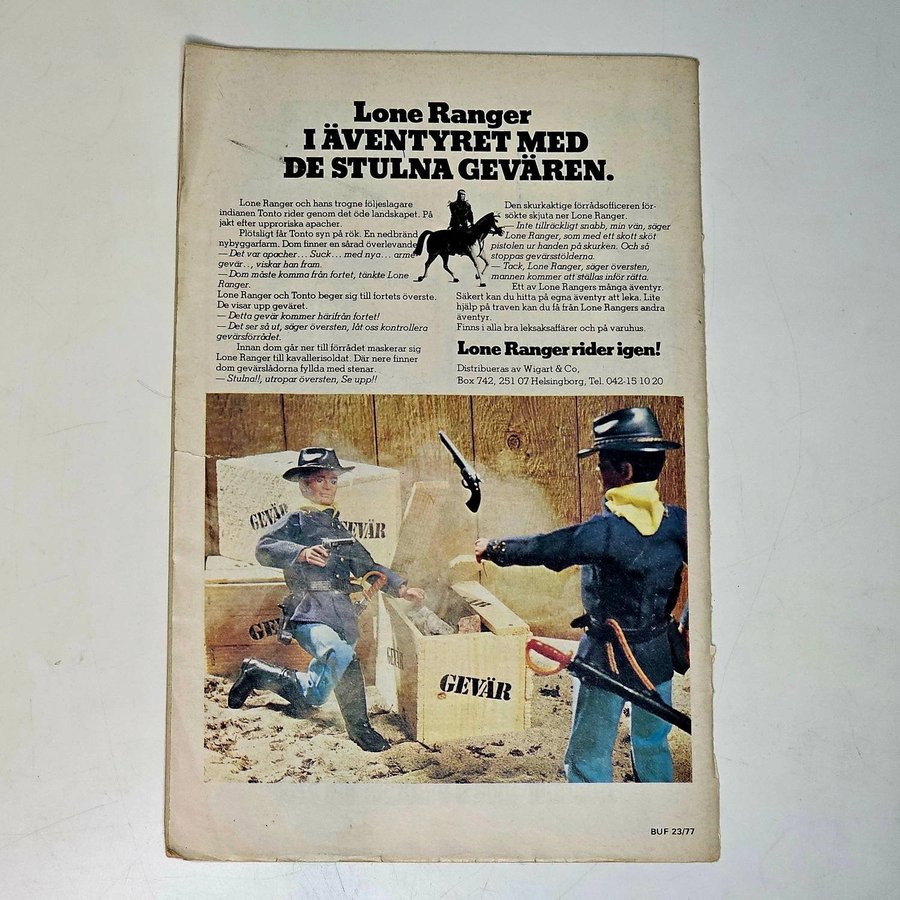 Lone Ranger
I ÄVENTYRET MED
DE STULNA GEVÄREN.
Lone Ranger och hans trogne följeslagare
indianen Tonto rider genom det öde landskapet. På
jakt efter upproriska apacher.
Plötsligt får Tonto syn på rök. En nedbränd
nybyggarfarm. Dom finner en sårad överlevande
– Det var apacher... Suck... med nya... armé
gevär.., viskar han fram.
– Dom måste komma från fortet, tänkte Lone
Ranger.
Lone Ranger och Tonto beger sig till fortets överste.
De visar upp geväret.
– Detta gevär kommer härifrån fortet!
– Det ser så ut, säger översten, låt oss kontrollera
gevärsförrådet.
Innan dom går ner till förrådet maskerar sig
Lone Ranger till kavallerisoldat. Där nere finner
dom gevärslådorna fyllda med stenar.
– Stulna!!, utropar översten, Se upp!!
Den skurkaktige förrådsofficeren för-
sökte skjuta ner Lone Ranger.
– Inte tillräckligt snabb, min vän, säger
Lone Ranger, som med ett skott sköt
pistolen ur handen på skurken. Och så
stoppas gevärsstölderna.
– Tack, Lone Ranger, säger översten,
mannen kommer att ställas inför rätta.
Ett av Lone Rangers många äventyr.
Säkert kan du hitta på egna äventyr att leka. Lite
hjälp på traven kan du få från Lone Rangers andra
äventyr.
Finns i alla bra leksaksaffärer och på varuhus.
Lone Ranger rider igen!
Distribueras av Wigart & Co,
Box 742, 251 07 Helsingborg, Tel. 042-15 10 20
GEVÄR
GEVÄR
GEVÄR
BUF 23/77